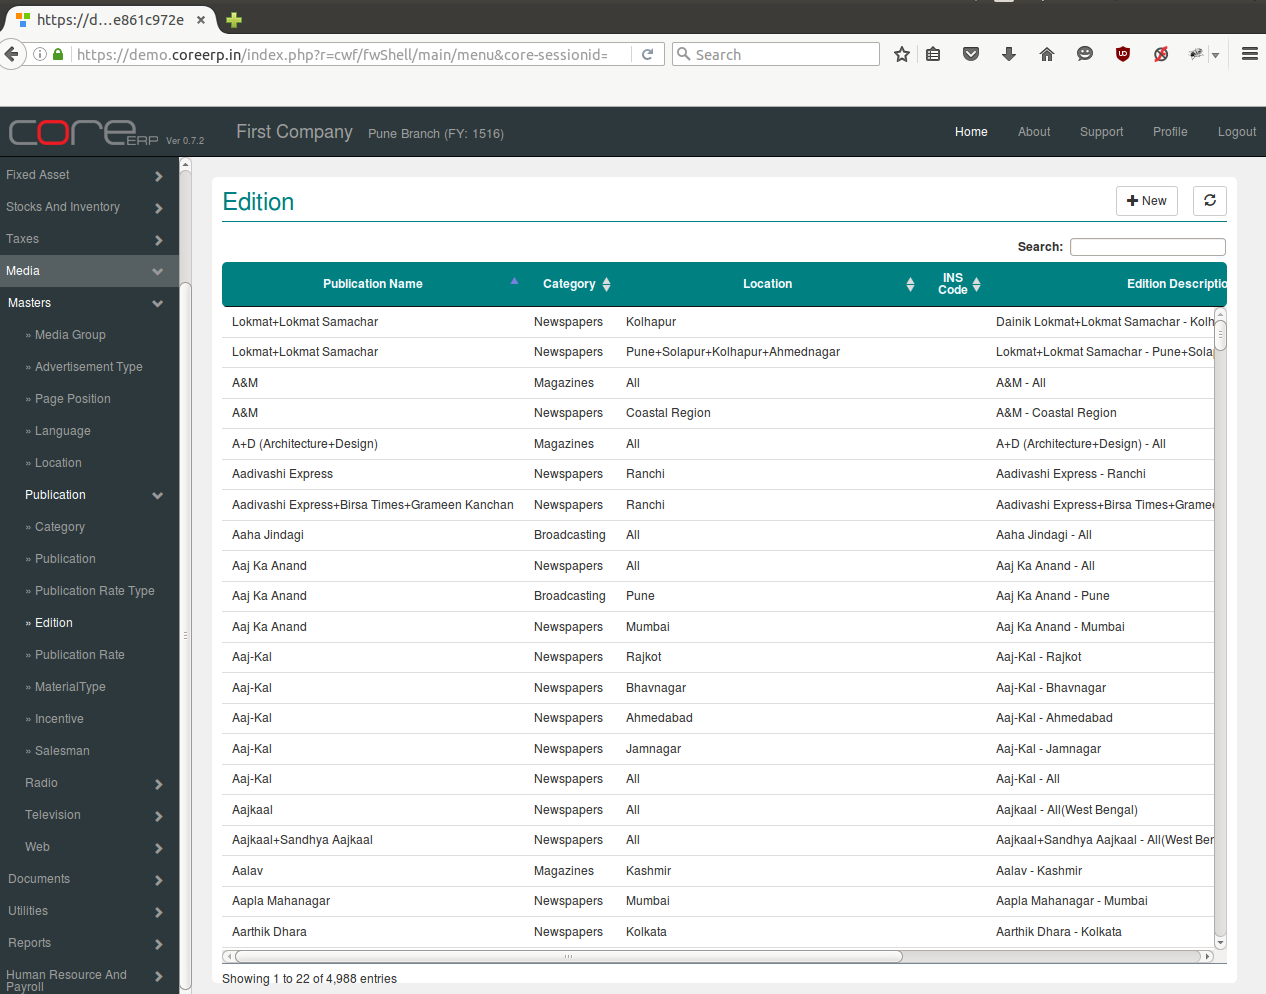 https://d...e861c972e
https://demo.coreerp.in/index.php?r=cwf/fwShell/main/menu&core-sessionid=
Search
core ERP Ver 0.7.2
First Company Pune Branch (FY: 1516)
Home About Support Profile Logout
Fixed Asset
Stocks And Inventory
Taxes
Media
Masters
» Media Group
» Advertisement Type
» Page Position
» Language
» Location
Publication
» Category
» Publication
» Publication Rate Type
» Edition
» Publication Rate
» MaterialType
» Incentive
» Salesman
Radio
Television
Web
Documents
Utilities
Reports
Human Resource And
Payroll
Edition
New
Search:
Publication Name Category Location INS Code Edition Descriptio
Lokmat+Lokmat Samachar Newspapers Kolhapur Dainik Lokmat+Lokmat Samachar - Kolh
Lokmat+Lokmat Samachar Newspapers Pune+Solapur+Kolhapur+Ahmednagar Lokmat+Lokmat Samachar - Pune+Sola
A&M Magazines All A&M - All
A&M Newspapers Coastal Region A&M - Coastal Region
A+D (Architecture+Design) Magazines All A+D (Architecture+Design) - All
Aadivashi Express Newspapers Ranchi Aadivashi Express - Ranchi
Aadivashi Express+Birsa Times+Grameen Kanchan Newspapers Ranchi Aadivashi Express+Birsa Times+Grame
Aaha Jindagi Broadcasting All Aaha Jindagi - All
Aaj Ka Anand Newspapers All Aaj Ka Anand - All
Aaj Ka Anand Broadcasting Pune Aaj Ka Anand - Pune
Aaj Ka Anand Newspapers Mumbai Aaj Ka Anand - Mumbai
Aaj-Kal Newspapers Rajkot Aaj-Kal - Rajkot
Aaj-Kal Newspapers Bhavnagar Aaj-Kal - Bhavnagar
Aaj-Kal Newspapers Ahmedabad Aaj-Kal - Ahmedabad
Aaj-Kal Newspapers Jamnagar Aaj-Kal - Jamnagar
Aaj-Kal Newspapers All Aaj-Kal - All
Aajkaal Newspapers All Aajkaal - All(West Bengal)
Aajkaal+Sandhya Aajkaal Newspapers All Aajkaal+Sandhya Aajkaal - All(West Ber
Aalav Magazines Kashmir Aalav - Kashmir
Aapla Mahanagar Newspapers Mumbai Aapla Mahanagar - Mumbai
Aarthik Dhara Newspapers Kolkata Aarthik Dhara - Kolkata
Showing 1 to 22 of 4,988 entries